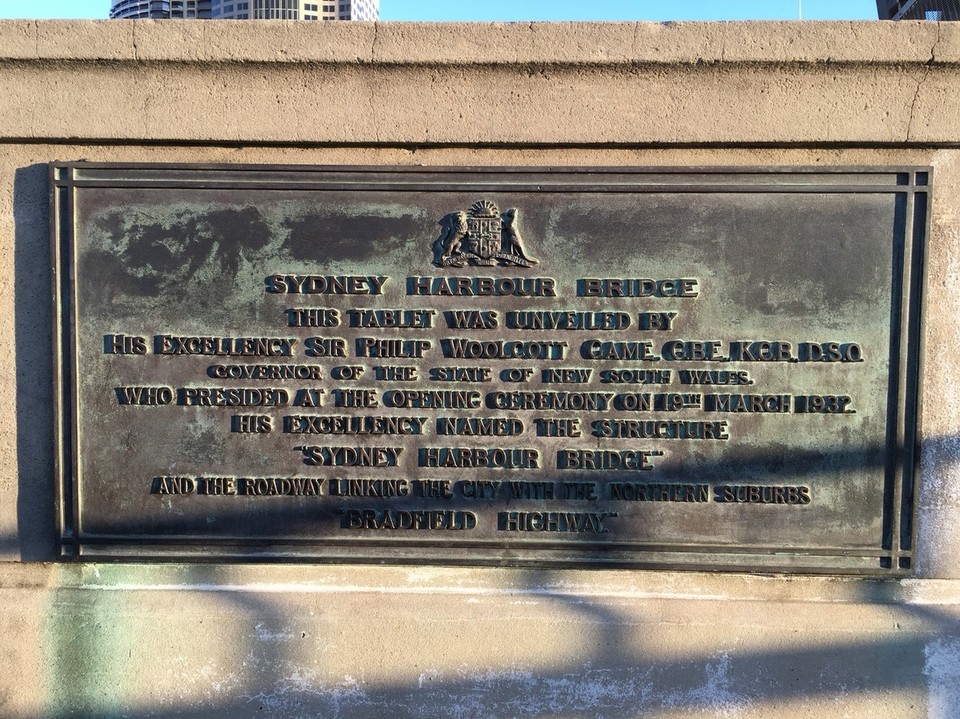 SYDNEY HARBOUR BRIDGE
THIS TABLET WAS UNVEILED BY
HIS EXCELLENCY SIR PHILIP WOOLCOTT GAME, G.B.E., K.C.B., D.S.O.
GOVERNOR OF THE STATE OF NEW SOUTH WALES.
WHO PRESIDED AT THE OPENING CEREMONY ON 19TH MARCH 1932.
HIS EXCELLENCY NAMED THE STRUCTURE
"SYDNEY HARBOUR BRIDGE"
AND THE ROADWAY LINKING THE CITY WITH THE NORTHERN SUBURBS
"BRADFIELD HIGHWAY."